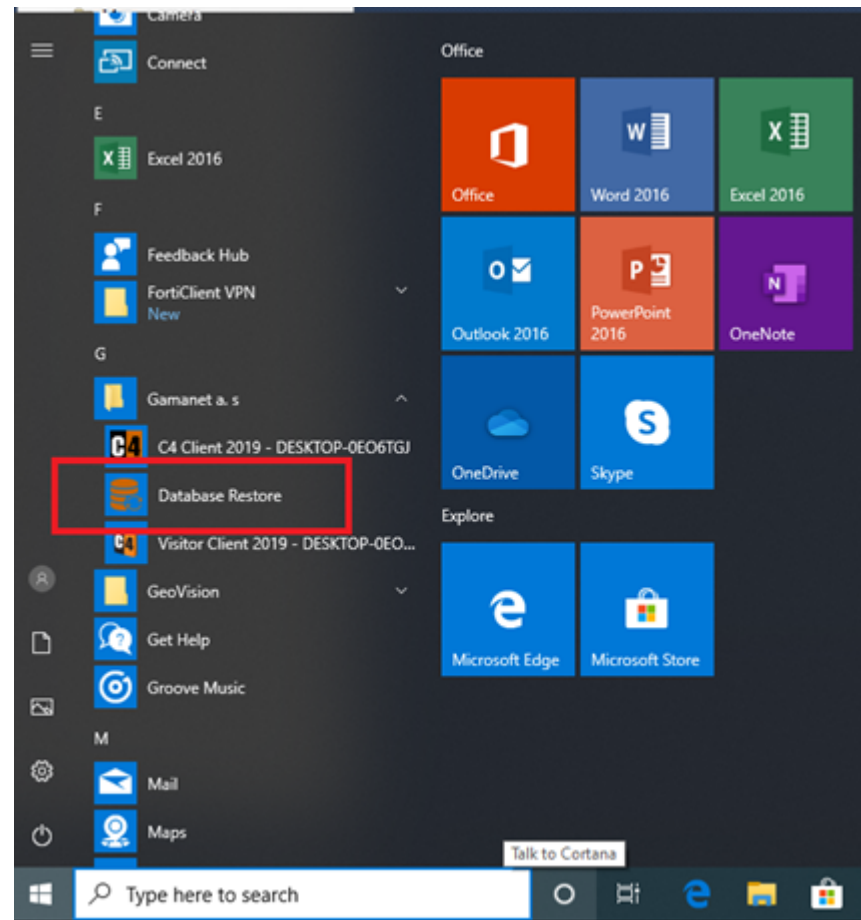 Camera
Connect
E
Excel 2016
F
Feedback Hub
FortiClient VPN
New
G
Gamanet a. s
C4 Client 2019 - DESKTOP-0EO6TGJ
Database Restore
Visitor Client 2019 - DESKTOP-0EO...
GeoVision
Get Help
Groove Music
M
Mail
Maps
Office
Office
Word 2016
Excel 2016
Outlook 2016
PowerPoint
2016
OneNote
OneDrive
Skype
Explore
Microsoft Edge
Microsoft Store
Talk to Cortana
Type here to search